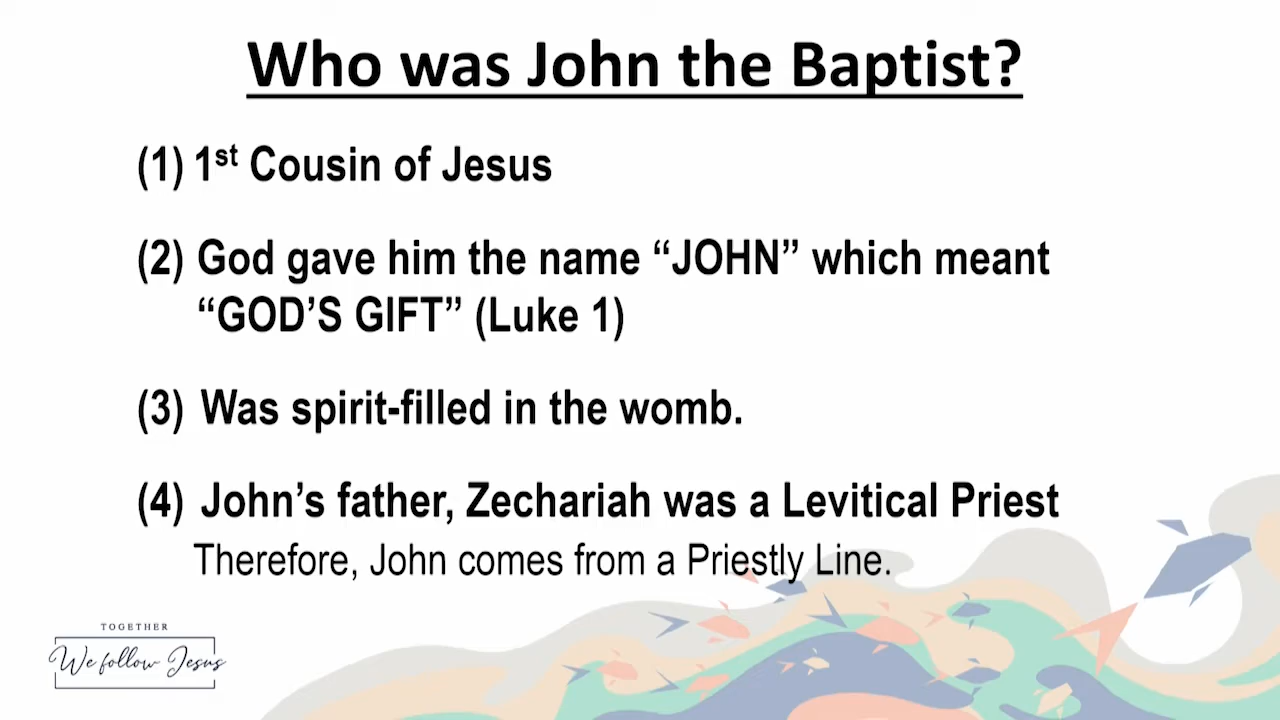 Who was John the Baptist?
(1) 1st Cousin of Jesus
(2) God gave him the name “JOHN” which meant
“GOD’S GIFT” (Luke 1)
(3) Was spirit-filled in the womb.
(4) John’s father, Zechariah was a Levitical Priest
Therefore, John comes from a Priestly Line.
TOGETHER
We follow Jesus